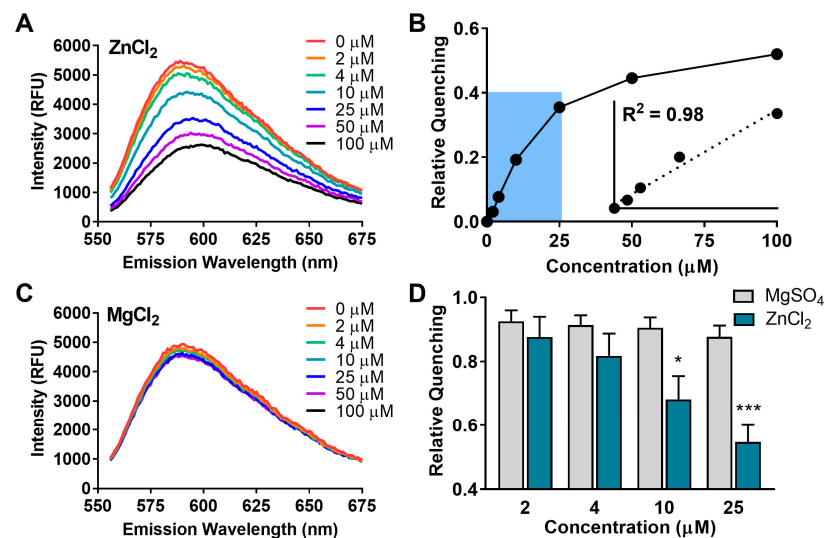 A
ZnCl2
6000
5000
4000
3000
2000
1000
0
Intensity (RFU)
550 575 600 625 650 675
Emission Wavelength (nm)
0 μM
2 μM
4 μM
10 μM
25 μM
50 μM
100 μM
B
0.6
0.4
0.2
0.0
Relative Quenching
R² = 0.98
0 25 50 75 100
Concentration (μM)
C
MgCl2
6000
5000
4000
3000
2000
1000
0
Intensity (RFU)
550 575 600 625 650 675
Emission Wavelength (nm)
0 μM
2 μM
4 μM
10 μM
25 μM
50 μM
100 μM
D
1.0
0.8
0.6
0.4
Relative Quenching
MgSO4
ZnCl2
*
***
2 4 10 25
Concentration (μM)